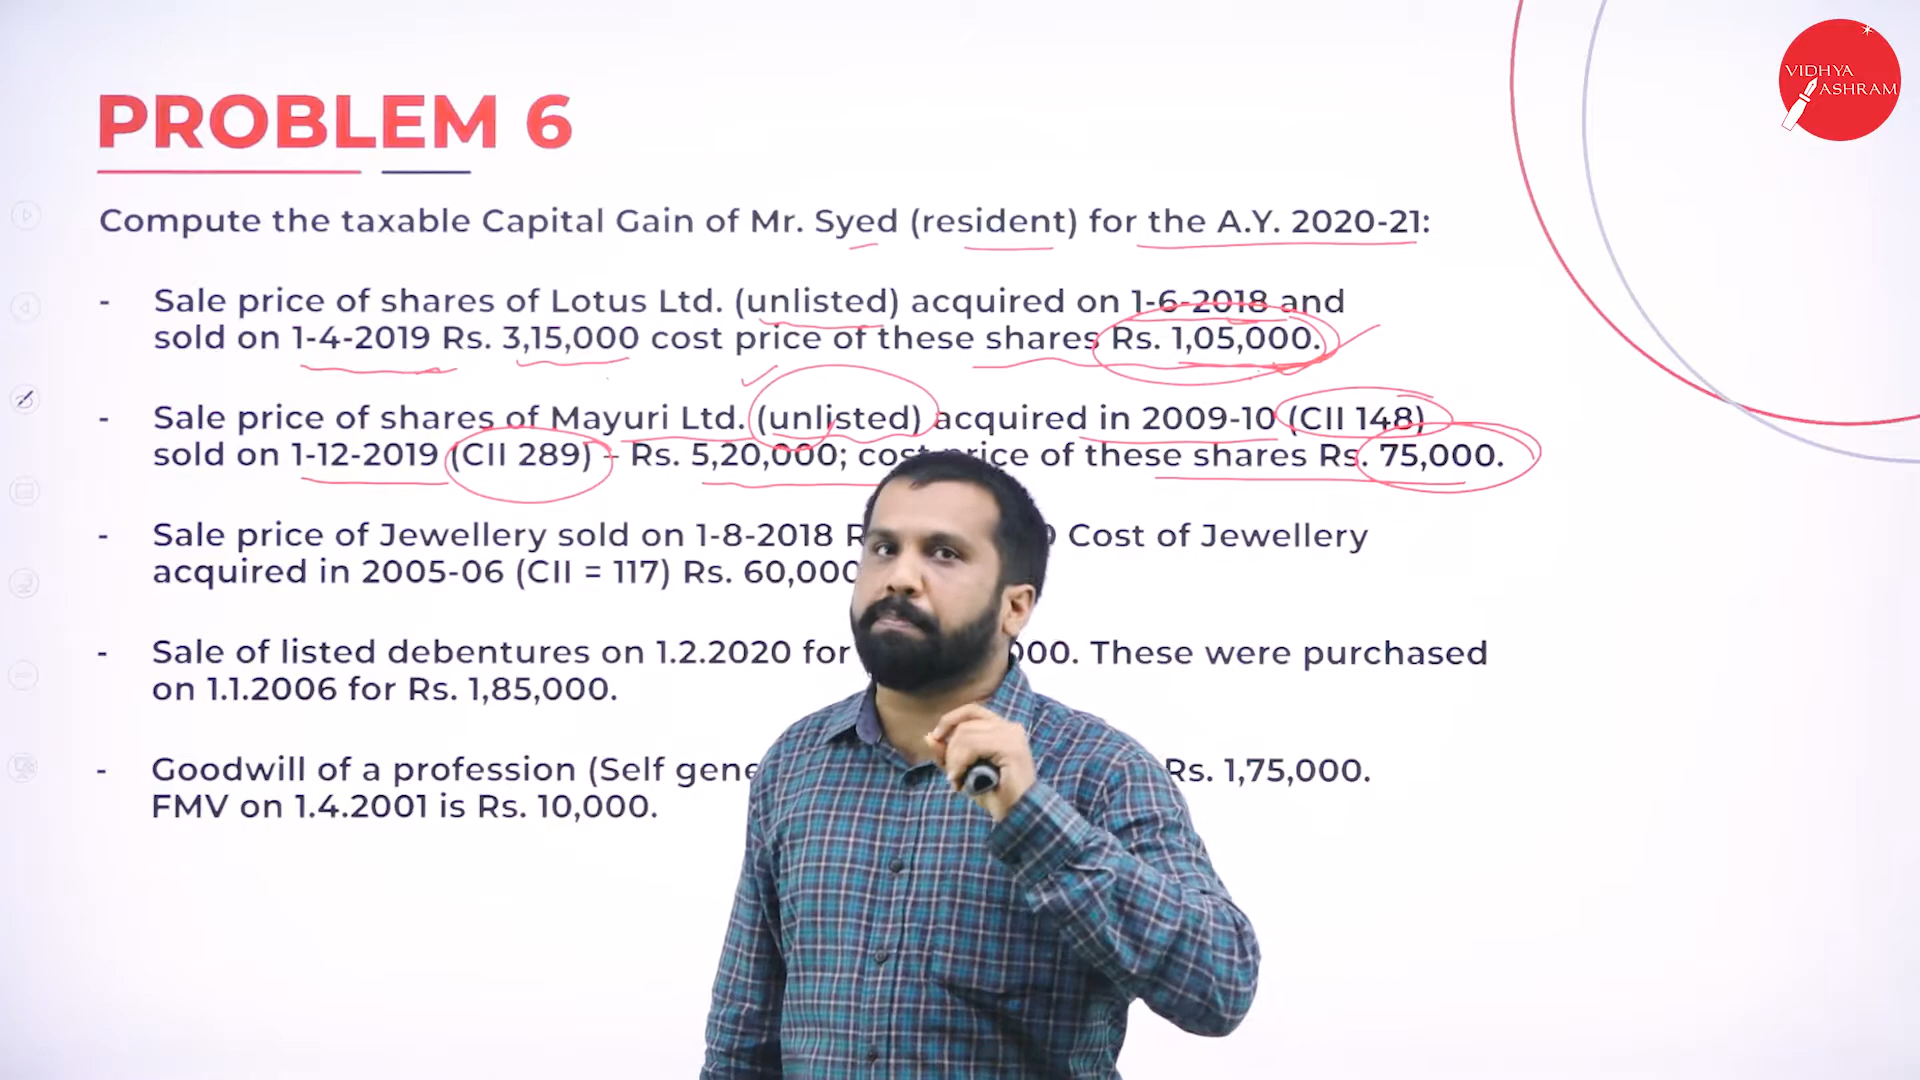 VIDHYA
ASHRAM
PROBLEM 6
Compute the taxable Capital Gain of Mr. Syed (resident) for the A.Y. 2020-21:
- Sale price of shares of Lotus Ltd. (unlisted) acquired on 1-6-2018 and
sold on 1-4-2019 Rs. 3,15,000 cost price of these shares Rs. 1,05,000.
- Sale price of shares of Mayuri Ltd. (unlisted) acquired in 2009-10 (CII 148)
sold on 1-12-2019 (CII 289) - Rs. 5,20,000; cost price of these shares Rs. 75,000.
- Sale price of Jewellery sold on 1-8-2018 Cost of Jewellery
acquired in 2005-06 (CII = 117) Rs. 60,000
- Sale of listed debentures on 1.2.2020 for These were purchased
on 1.1.2006 for Rs. 1,85,000.
- Goodwill of a profession (Self Rs. 1,75,000.
FMV on 1.4.2001 is Rs. 10,000.